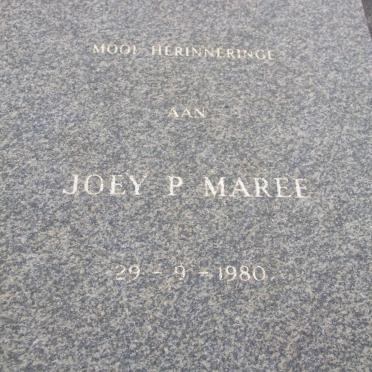 MOOI HERINNERINGE
AAN
JOEY P MAREE
29 - 9 - 1980